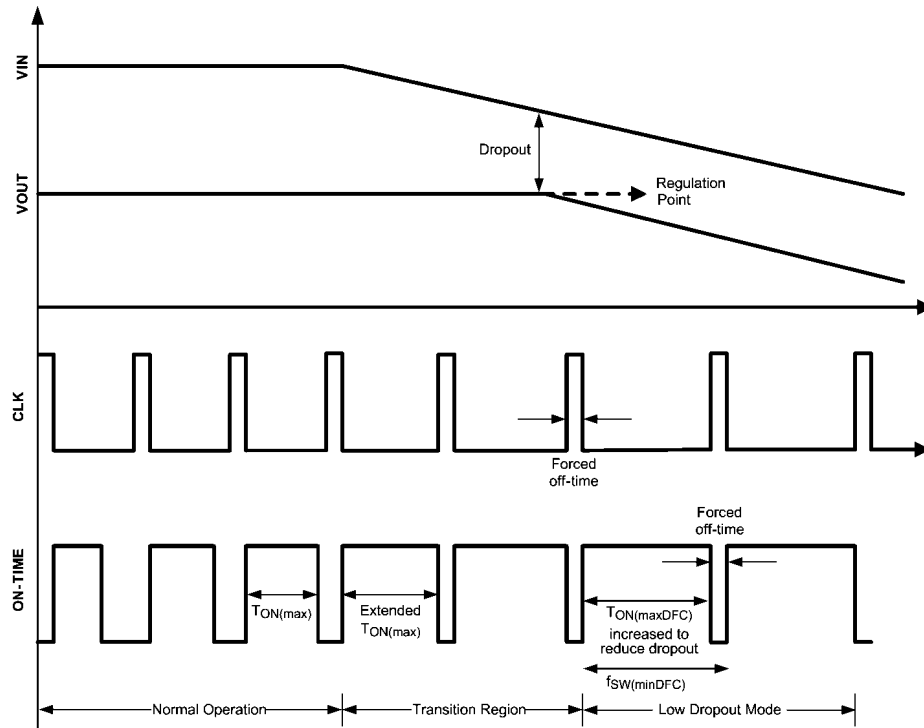 VIN
Dropout
VOUT
Regulation
Point
CLK
Forced
off-time
Forced
off-time
ON-TIME
TON(max)
Extended
TON(max)
TON(maxDFC)
increased to
reduce dropout
fSW(minDFC)
Normal Operation
Transition Region
Low Dropout Mode